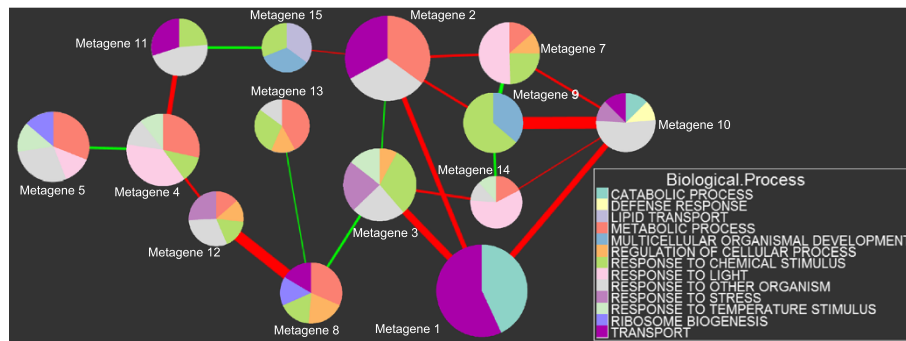 Metagene 15
Metagene 2
Metagene 11
Metagene 7
Metagene 13
Metagene 9
Metagene 10
Metagene 14
Metagene 5
Metagene 4
Metagene 3
Metagene 12
Metagene 8
Metagene 1
Biological.Process
CATABOLIC PROCESS
DEFENSE RESPONSE
LIPID TRANSPORT
METABOLIC PROCESS
MULTICELLULAR ORGANISMAL DEVELOPMENT
REGULATION OF CELLULAR PROCESS
RESPONSE TO CHEMICAL STIMULUS
RESPONSE TO LIGHT
RESPONSE TO OTHER ORGANISM
RESPONSE TO STRESS
RESPONSE TO TEMPERATURE STIMULUS
RIBOSOME BIOGENESIS
TRANSPORT